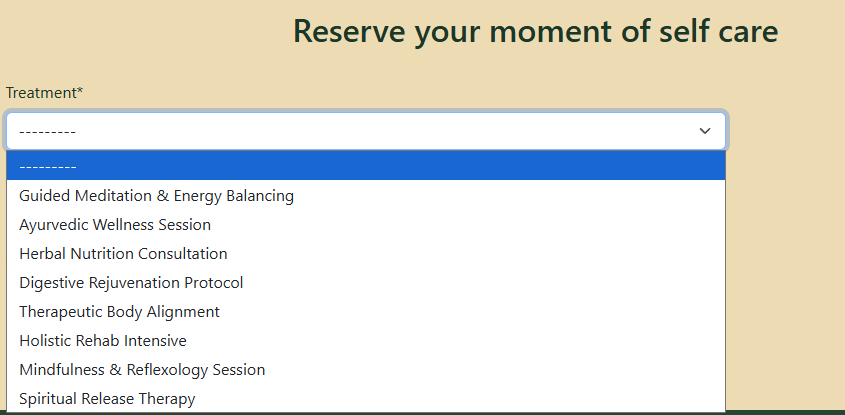 Reserve your moment of self care
Treatment*
---------
---------
Guided Meditation & Energy Balancing
Ayurvedic Wellness Session
Herbal Nutrition Consultation
Digestive Rejuvenation Protocol
Therapeutic Body Alignment
Holistic Rehab Intensive
Mindfulness & Reflexology Session
Spiritual Release Therapy